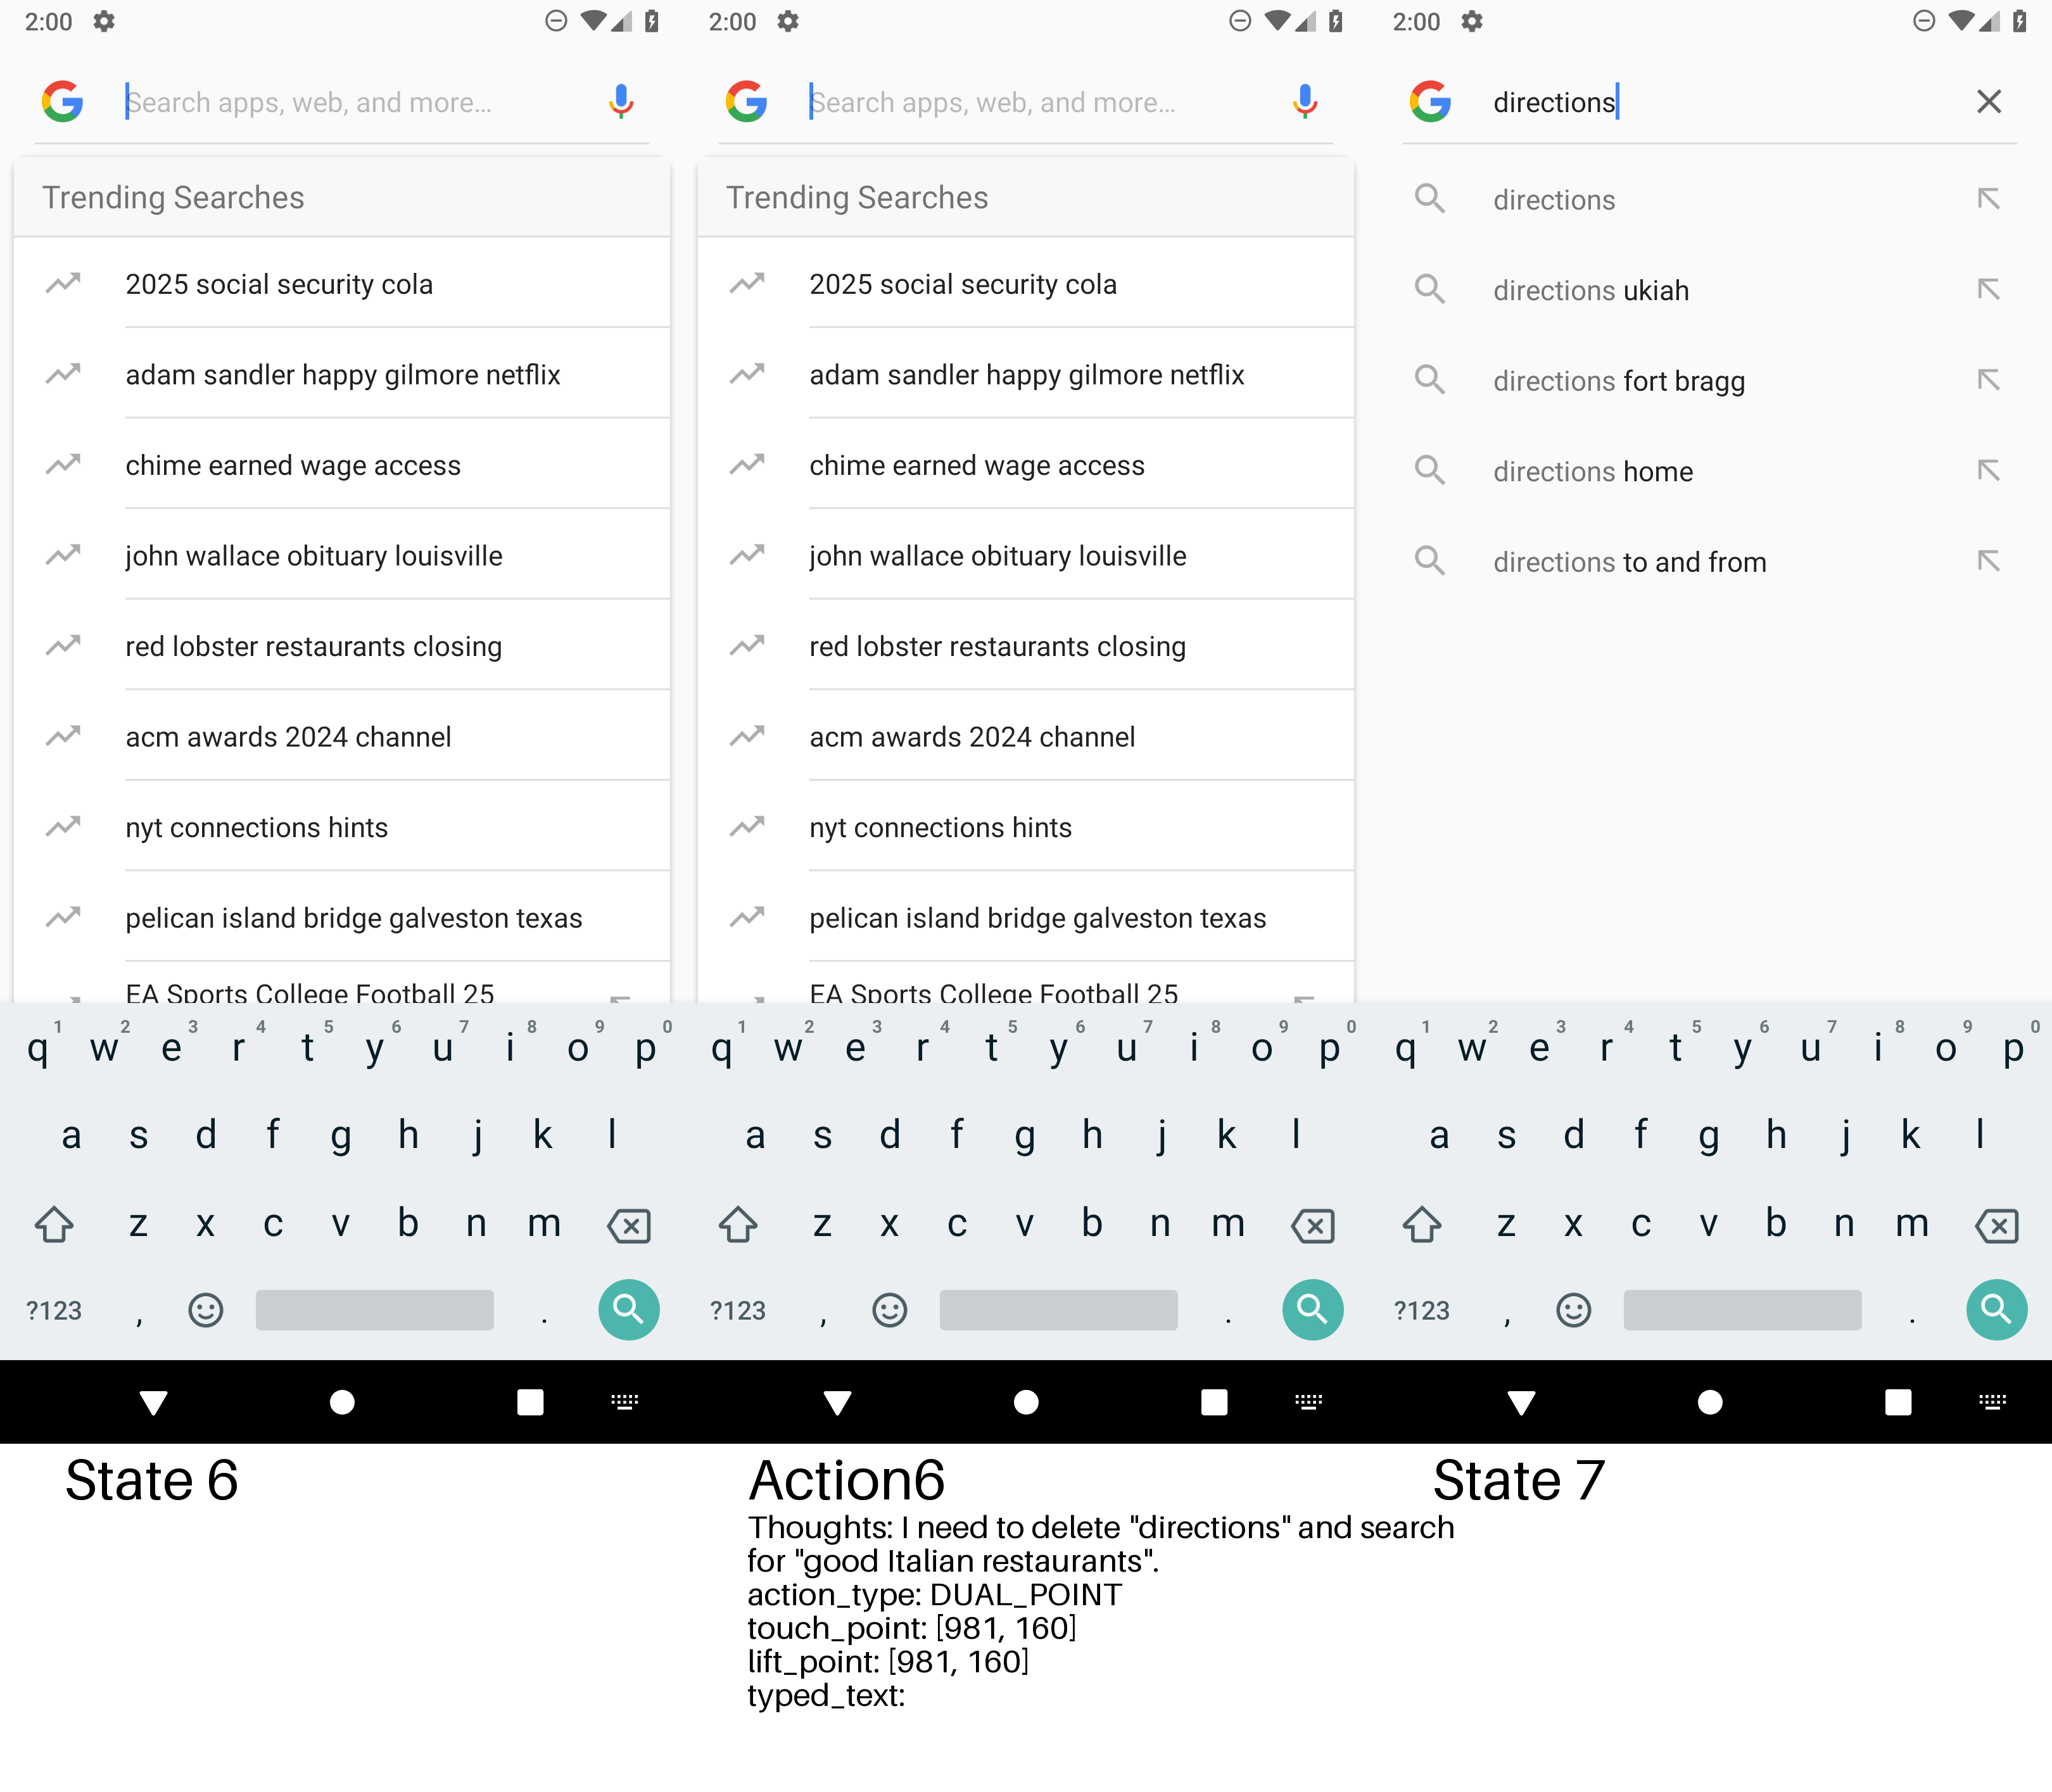 2:00
Search apps, web, and more...
Trending Searches
2025 social security cola
adam sandler happy gilmore netflix
chime earned wage access
john wallace obituary louisville
red lobster restaurants closing
acm awards 2024 channel
nyt connections hints
pelican island bridge galveston texas
EA Sports College Football 25
1 2 3 4 5 6 7 8 9 0
q w e r t y u i o p
a s d f g h j k l
z x c v b n m
?123 , .
State 6
2:00
Search apps, web, and more...
Trending Searches
2025 social security cola
adam sandler happy gilmore netflix
chime earned wage access
john wallace obituary louisville
red lobster restaurants closing
acm awards 2024 channel
nyt connections hints
pelican island bridge galveston texas
EA Sports College Football 25
1 2 3 4 5 6 7 8 9 0
q w e r t y u i o p
a s d f g h j k l
z x c v b n m
?123 , .
Action6
Thoughts: I need to delete "directions" and search
for "good Italian restaurants".
action_type: DUAL_POINT
touch_point: [981, 160]
lift_point: [981, 160]
typed_text:
2:00
directions
directions
directions ukiah
directions fort bragg
directions home
directions to and from
1 2 3 4 5 6 7 8 9 0
q w e r t y u i o p
a s d f g h j k l
z x c v b n m
?123 , .
State 7